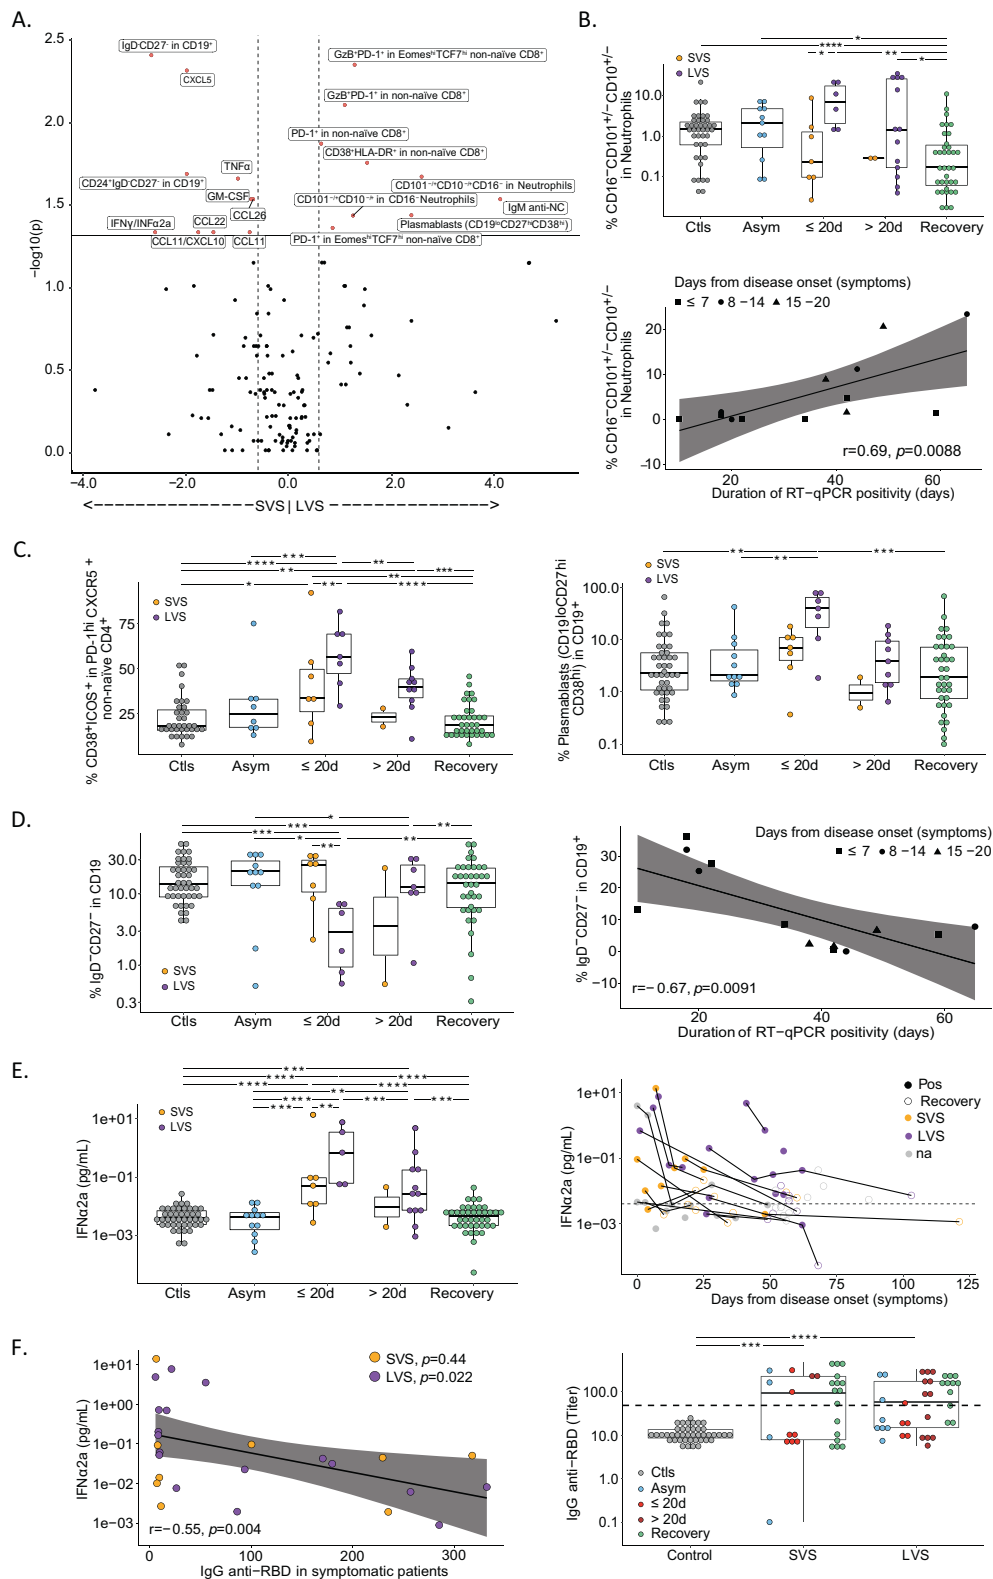 A.
2.5
2.0
1.5
1.0
0.5
0.0
−log10(p)
−4.0
−2.0
0.0
2.0
4.0
<−−−−−−−−−−−−−−−SVS | LVS −−−−−−−−−−−−−−−>
IgD⁻CD27⁻ in CD19⁺
CXCL5
GzB⁺PD-1⁺ in EomesʰⁱTCF7ʰⁱ non-naïve CD8⁺
GzB⁺PD-1⁺ in non-naïve CD8⁺
PD-1⁺ in non-naïve CD8⁺
CD38⁺HLA-DR⁺ in non-naïve CD8⁺
TNFα
CD24⁺IgD⁻CD27⁻ in CD19⁺
CD101⁻/⁺CD10⁻/⁺CD16⁻ in Neutrophils
GM-CSF
CD101⁻/⁺CD10⁻/⁺ in CD16⁻ Neutrophils
IgM anti-NC
IFNγ/INFα2a
CCL22
CCL26
Plasmablasts (CD19ˡᵒCD27ʰⁱCD38ʰⁱ)
CCL11/CXCL10
CCL11
PD-1⁺ in EomesʰⁱTCF7ʰⁱ non-naïve CD8⁺
B.
% CD16⁻CD101⁺/⁻CD10⁺/⁻
in Neutrophils
SVS
LVS
*
****
* **
*
10.0
1.0
0.1
Ctls Asym ≤ 20d > 20d Recovery
Days from disease onset (symptoms)
≤ 7 8 −14 15 −20
% CD16⁻CD101⁺/⁻CD10⁺/⁻
in Neutrophils
20
10
0
−10
r=0.69, p=0.0088
20 40 60
Duration of RT−qPCR positivity (days)
C.
% CD38⁺ICOS⁺ in PD-1ʰⁱ CXCR5 ⁺
non-naïve CD4⁺
*** 
**** **
** ***
**
* ** ****
SVS
LVS
75
50
25
Ctls Asym ≤ 20d > 20d Recovery
% Plasmablasts (CD19loCD27hi
CD38hi) in CD19⁺
** ***
**
SVS
LVS
100.0
10.0
1.0
0.1
Ctls Asym ≤ 20d > 20d Recovery
D.
% IgD⁻CD27⁻ in CD19
*
*** **
***
* **
**
30.0
10.0
3.0
1.0
0.3
SVS
LVS
Ctls Asym ≤ 20d > 20d Recovery
% IgD⁻CD27⁻ in CD19⁺
Days from disease onset (symptoms)
≤ 7 8−14 15 −20
30
20
10
0
−10
r=−0.67, p=0.0091
20 40 60
Duration of RT−qPCR positivity (days)
E.
IFNα2a (pg/mL)
***
**** ****
**** ****
**
**** *** ***
*** **
SVS
LVS
1e+01
1e−01
1e−03
Ctls Asym ≤ 20d > 20d Recovery
IFNα2a (pg/mL)
Pos
Recovery
SVS
LVS
na
1e+01
1e−01
1e−03
0 25 50 75 100 125
Days from disease onset (symptoms)
F.
IFNα2a (pg/mL)
SVS, p=0.44
LVS, p=0.022
1e+01
1e+00
1e−01
1e−02
1e−03
r=−0.55, p=0.004
0 100 200 300
IgG anti−RBD in symptomatic patients
IgG anti−RBD (Titer)
****
***
100.0
10.0
1.0
0.1
Ctls
Asym
≤ 20d
> 20d
Recovery
Control SVS LVS